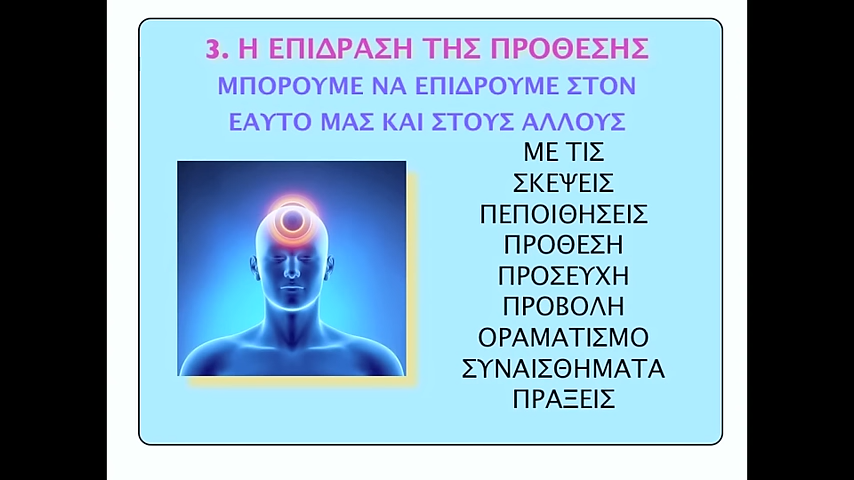 3. Η ΕΠΙΔΡΑΣΗ ΤΗΣ ΠΡΟΘΕΣΗΣ
ΜΠΟΡΟΥΜΕ ΝΑ ΕΠΙΔΡΟΥΜΕ ΣΤΟΝ
ΕΑΥΤΟ ΜΑΣ ΚΑΙ ΣΤΟΥΣ ΑΛΛΟΥΣ
ΜΕ ΤΙΣ
ΣΚΕΨΕΙΣ
ΠΕΠΟΙΘΗΣΕΙΣ
ΠΡΟΘΕΣΗ
ΠΡΟΣΕΥΧΗ
ΠΡΟΒΟΛΗ
ΟΡΑΜΑΤΙΣΜΟ
ΣΥΝΑΙΣΘΗΜΑΤΑ
ΠΡΑΞΕΙΣ